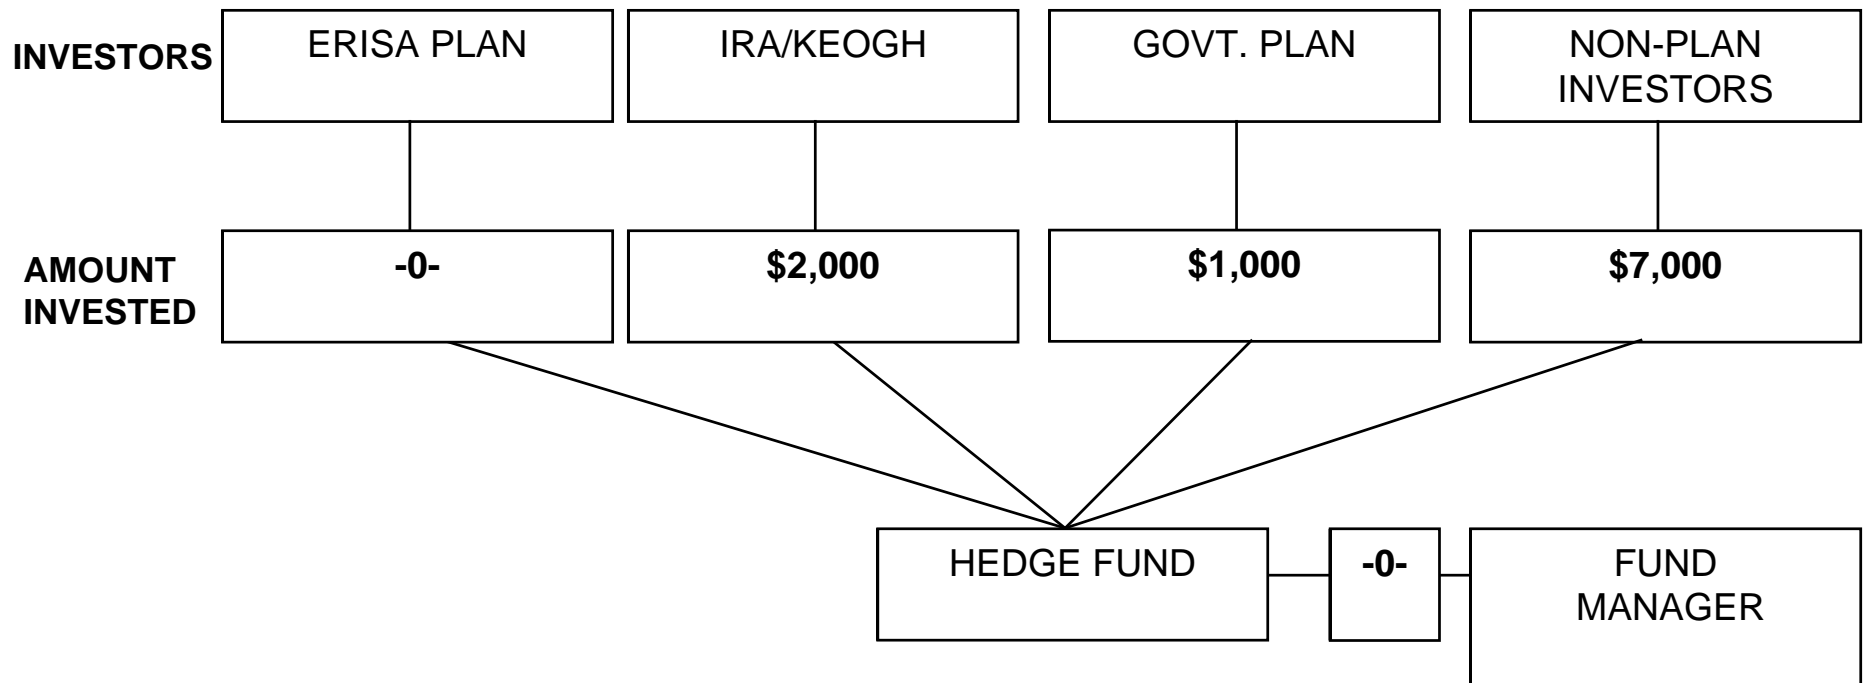 INVESTORS
ERISA PLAN
IRA/KEOGH
GOVT. PLAN
NON-PLAN
INVESTORS
AMOUNT
INVESTED
-0-
$2,000
$1,000
$7,000
HEDGE FUND
-0-
FUND
MANAGER